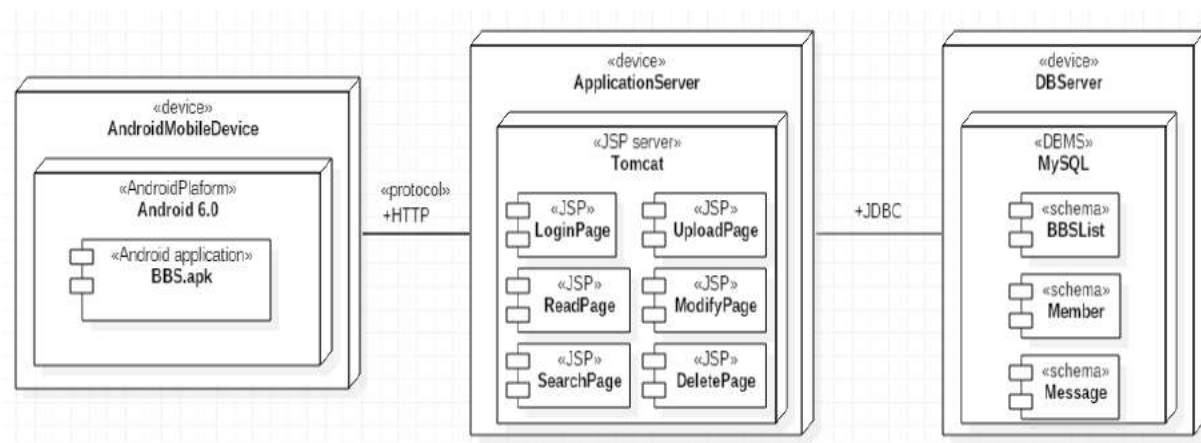 «device»
AndroidMobileDevice
«AndroidPlaform»
Android 6.0
«Android application»
BBS.apk
«protocol»
+HTTP
«device»
ApplicationServer
«JSP server»
Tomcat
«JSP»
LoginPage
«JSP»
UploadPage
«JSP»
ReadPage
«JSP»
ModifyPage
«JSP»
SearchPage
«JSP»
DeletePage
+JDBC
«device»
DBServer
«DBMS»
MySQL
«schema»
BBSList
«schema»
Member
«schema»
Message